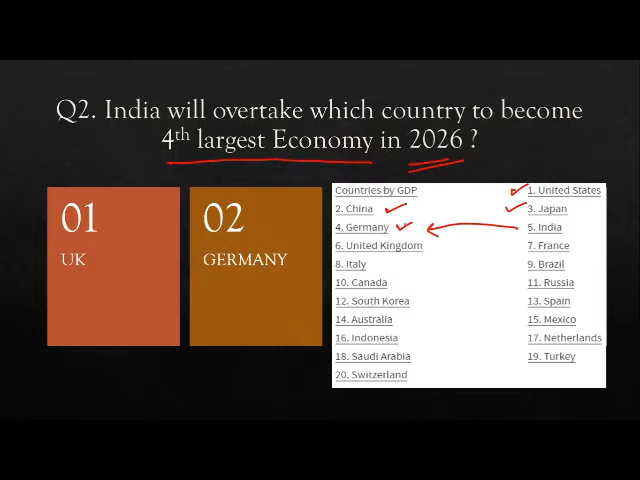 Q2. India will overtake which country to become
4th largest Economy in 2026 ?
01
UK
02
GERMANY
Countries by GDP
1. United States
2. China
3. Japan
4. Germany
5. India
6. United Kingdom
7. France
8. Italy
9. Brazil
10. Canada
11. Russia
12. South Korea
13. Spain
14. Australia
15. Mexico
16. Indonesia
17. Netherlands
18. Saudi Arabia
19. Turkey
20. Switzerland